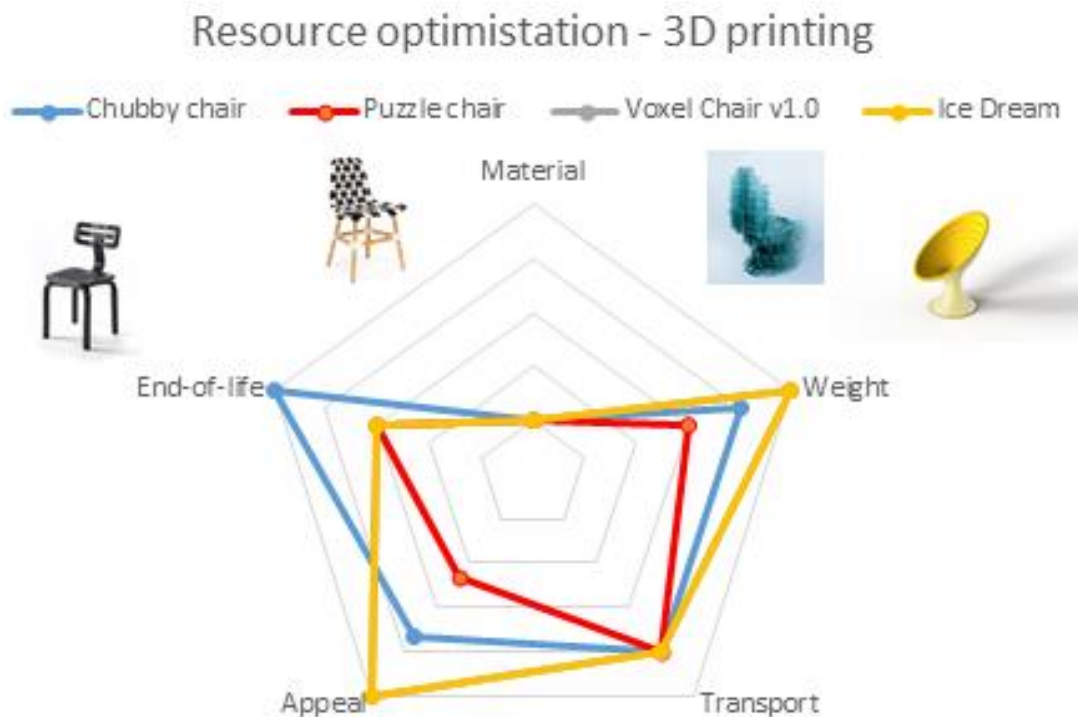 Resource optimistation - 3D printing
Chubby chair Puzzle chair Voxel Chair v1.0 Ice Dream
Material
End-of-life Weight
Appeal Transport